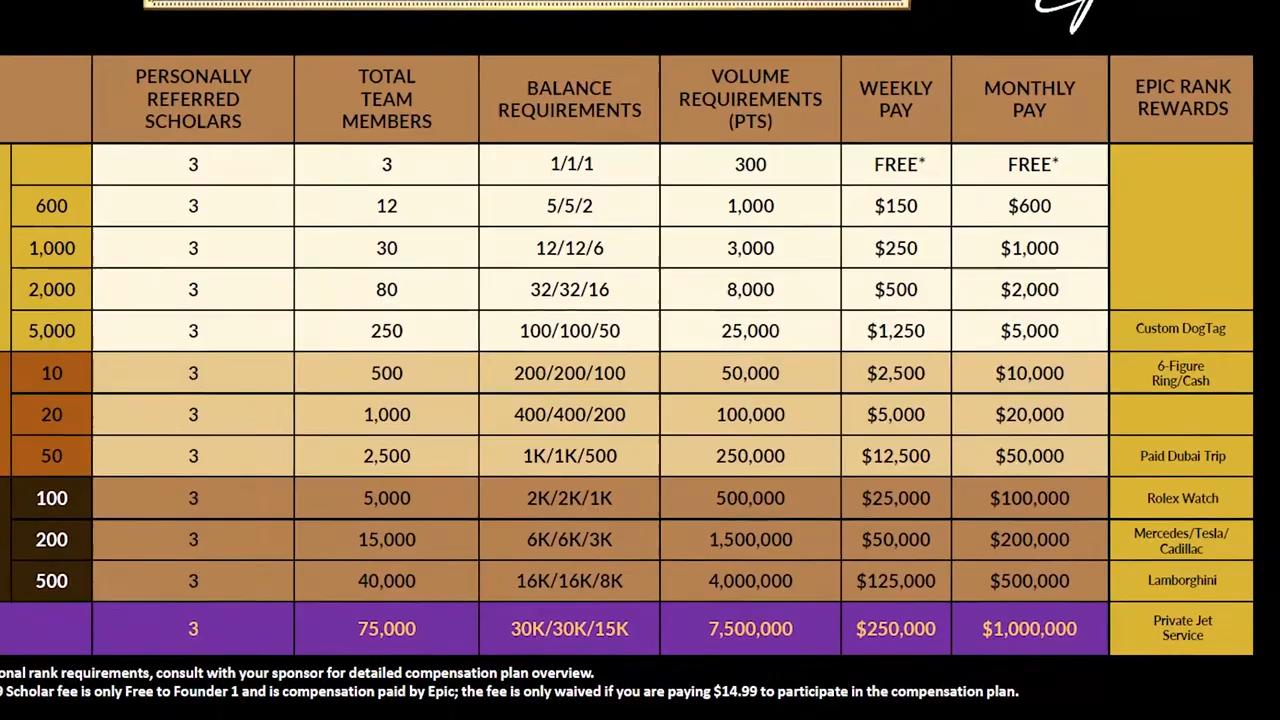 PERSONALLY REFERRED SCHOLARS TOTAL TEAM MEMBERS BALANCE REQUIREMENTS VOLUME REQUIREMENTS (PTS) WEEKLY PAY MONTHLY PAY EPIC RANK REWARDS
3 3 1/1/1 300 FREE* FREE*
600 3 12 5/5/2 1,000 $150 $600
1,000 3 30 12/12/6 3,000 $250 $1,000
2,000 3 80 32/32/16 8,000 $500 $2,000
5,000 3 250 100/100/50 25,000 $1,250 $5,000 Custom DogTag
10 3 500 200/200/100 50,000 $2,500 $10,000 6-Figure Ring/Cash
20 3 1,000 400/400/200 100,000 $5,000 $20,000
50 3 2,500 1K/1K/500 250,000 $12,500 $50,000 Paid Dubai Trip
100 3 5,000 2K/2K/1K 500,000 $25,000 $100,000 Rolex Watch
200 3 15,000 6K/6K/3K 1,500,000 $50,000 $200,000 Mercedes/Tesla/ Cadillac
500 3 40,000 16K/16K/8K 4,000,000 $125,000 $500,000 Lamborghini
3 75,000 30K/30K/15K 7,500,000 $250,000 $1,000,000 Private Jet Service
onal rank requirements, consult with your sponsor for detailed compensation plan overview.
9 Scholar fee is only Free to Founder 1 and is compensation paid by Epic; the fee is only waived if you are paying $14.99 to participate in the compensation plan.